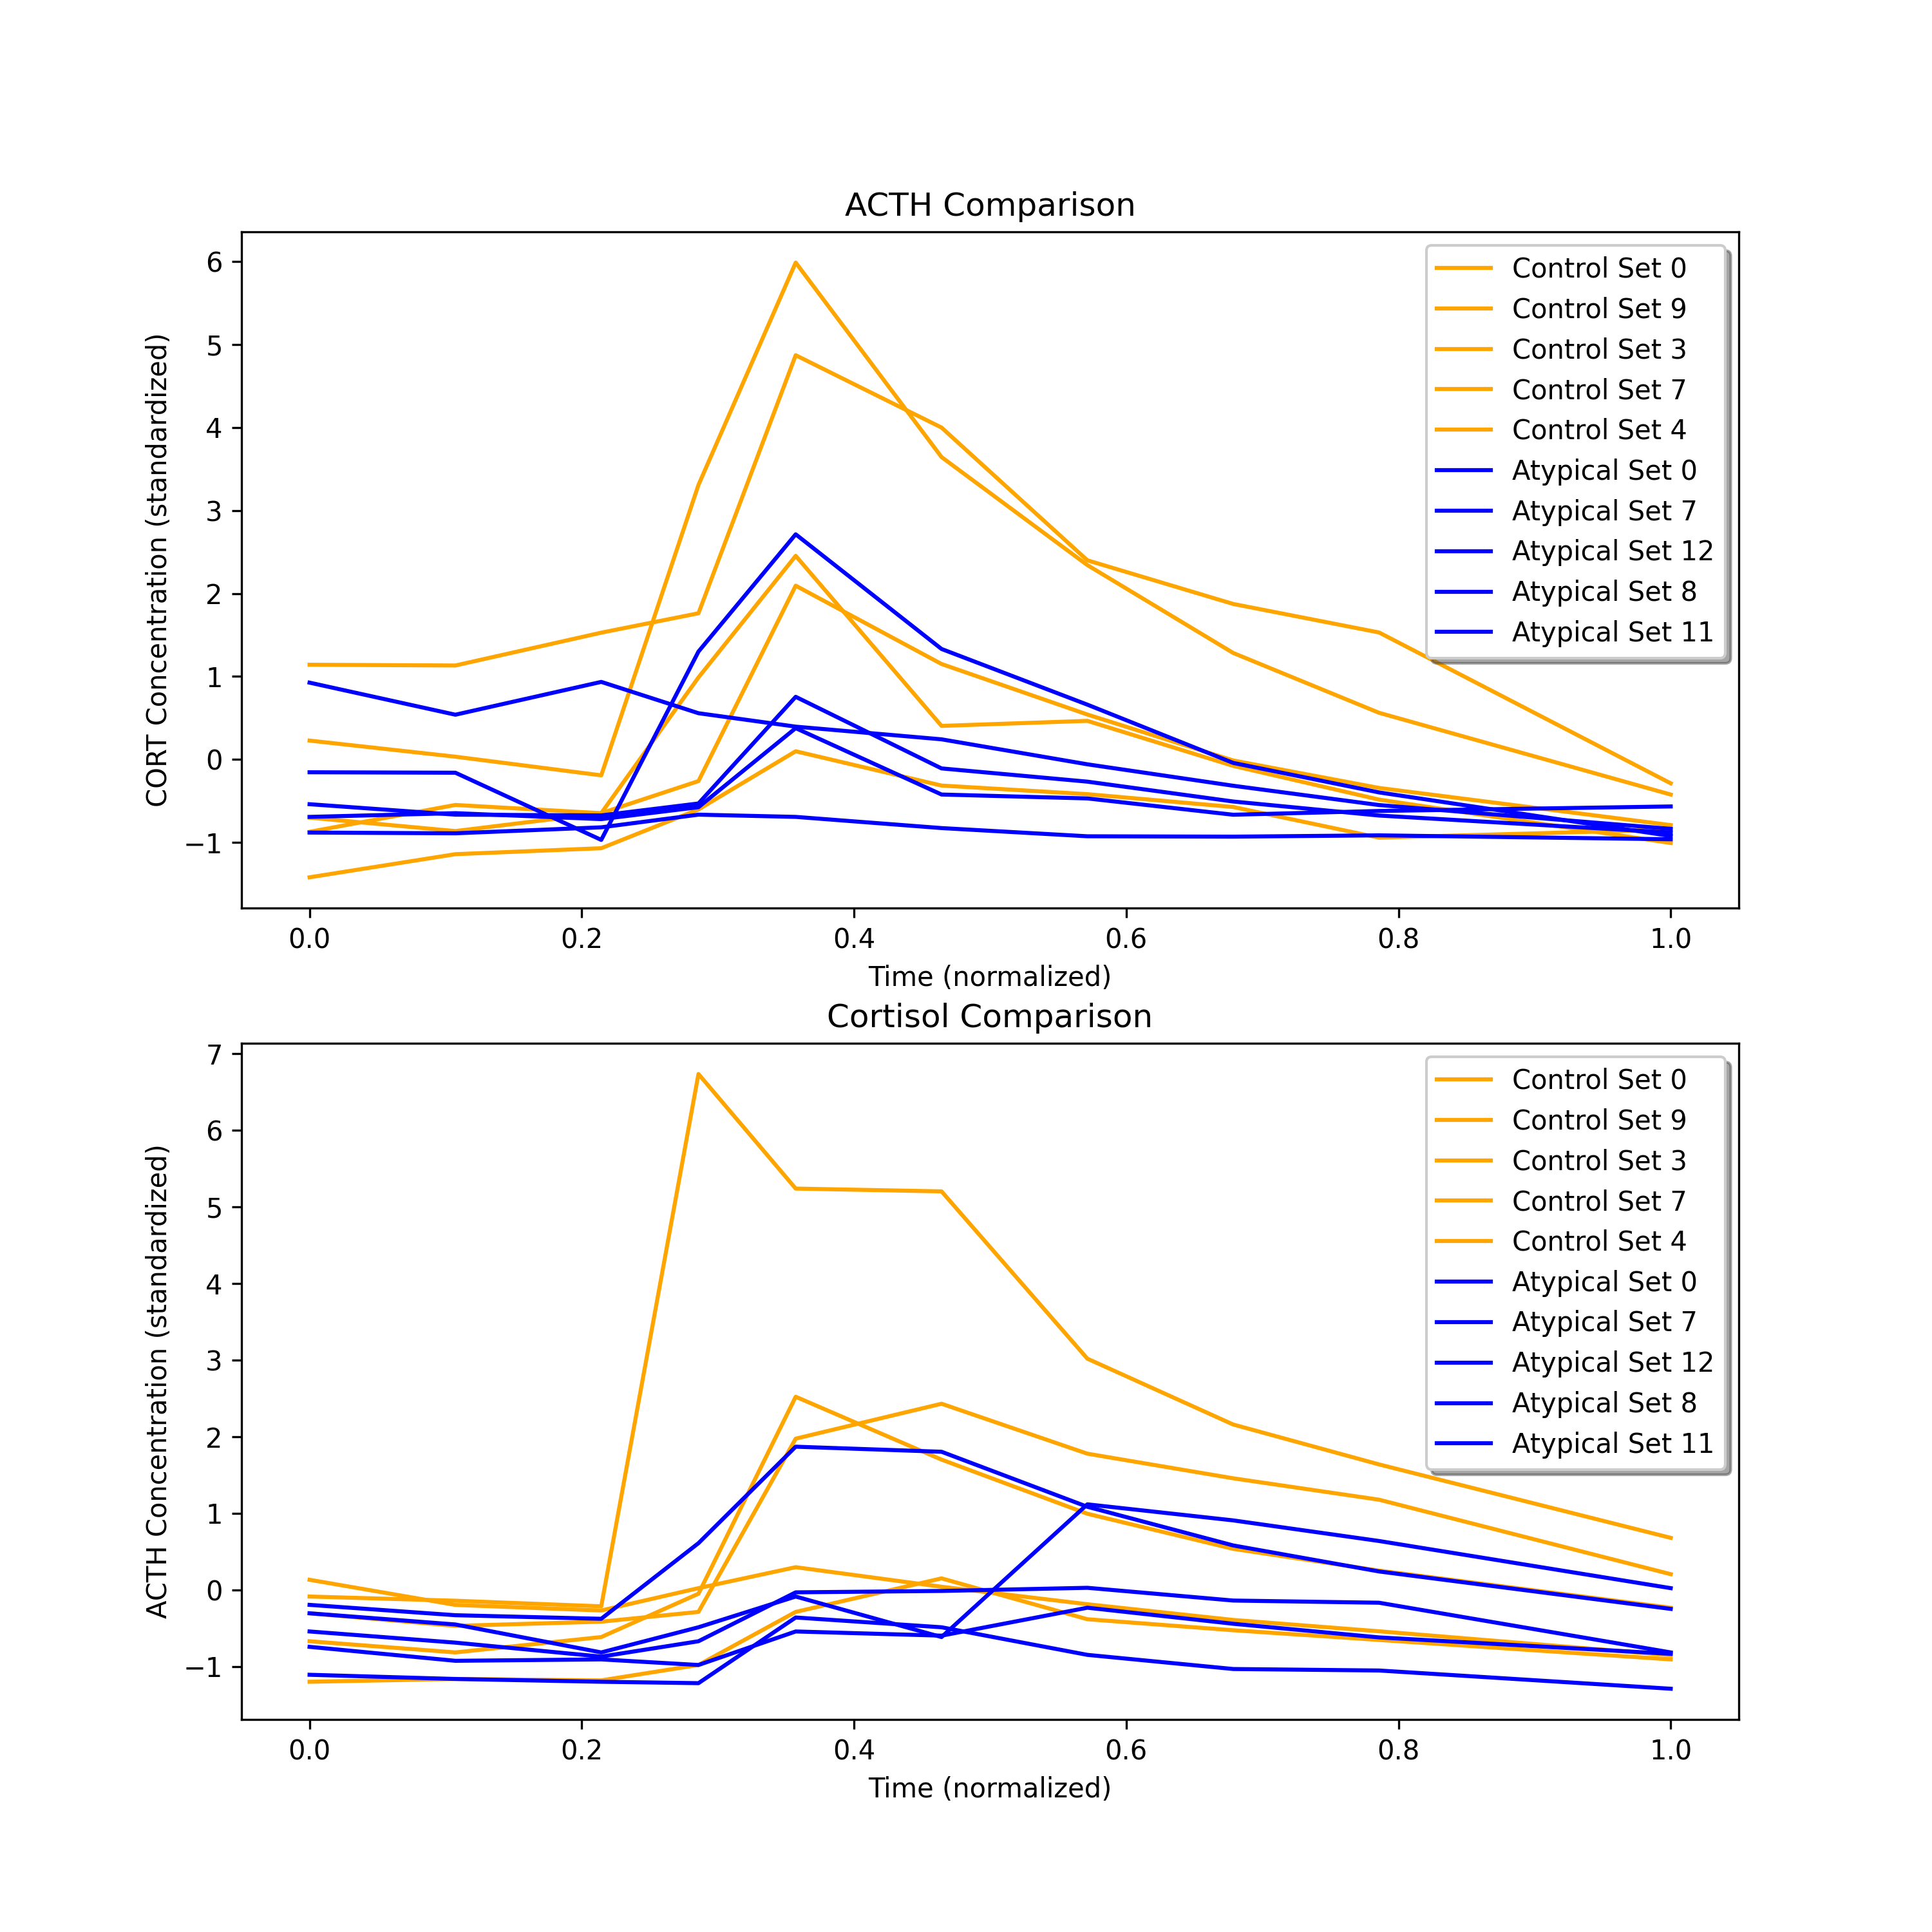 ACTH Comparison
CORT Concentration (standardized)
6
5
4
3
2
1
0
−1
0.0 0.2 0.4 0.6 0.8 1.0
Time (normalized)
Control Set 0
Control Set 9
Control Set 3
Control Set 7
Control Set 4
Atypical Set 0
Atypical Set 7
Atypical Set 12
Atypical Set 8
Atypical Set 11
Cortisol Comparison
ACTH Concentration (standardized)
7
6
5
4
3
2
1
0
−1
0.0 0.2 0.4 0.6 0.8 1.0
Time (normalized)
Control Set 0
Control Set 9
Control Set 3
Control Set 7
Control Set 4
Atypical Set 0
Atypical Set 7
Atypical Set 12
Atypical Set 8
Atypical Set 11